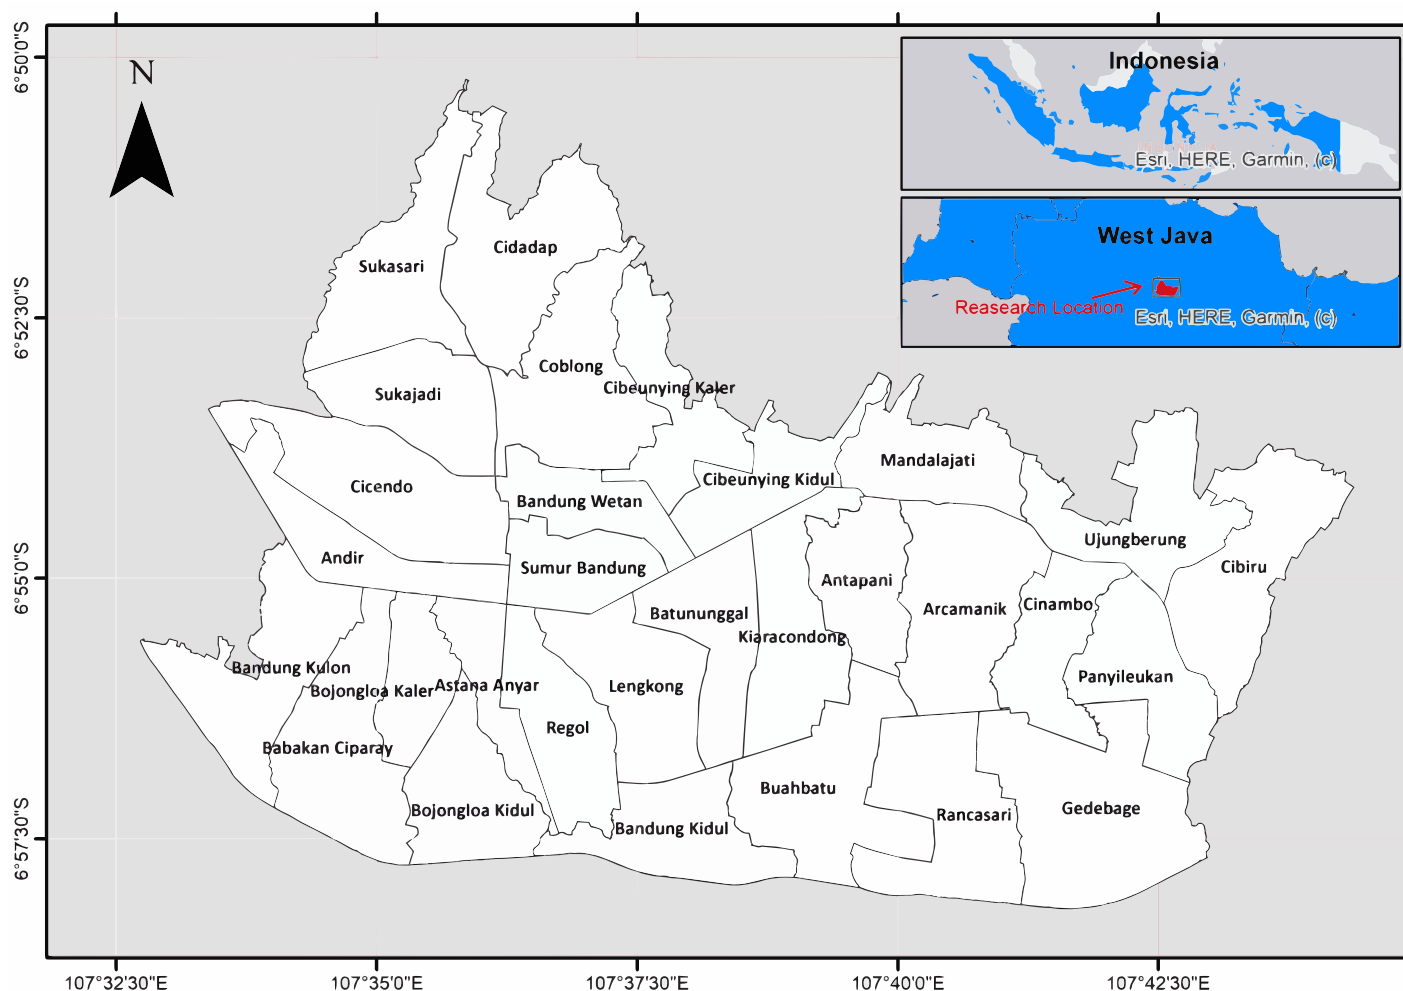 6°50'0"S
N
Indonesia
Esri, HERE, Garmin, (c)
West Java
Reasearch Location
Esri, HERE, Garmin, (c)
Cidadap
Sukasari
6°52'30"S
Coblong
Cibeunying Kaler
Sukajadi
Mandalajati
Cibeunying Kidul
Cicendo
Bandung Wetan
Ujungberung
Andir
Sumur Bandung
Cibiru
6°55'0"S
Antapani
Cinambo
Arcamanik
Batununggal
Kiaracondong
Bandung Kulon
Panyileukan
Bojongloa Kaler
Astana Anyar
Lengkong
Regol
Babakan Ciparay
Buahbatu
Bojongloa Kidul
Gedebage
Rancasari
Bandung Kidul
6°57'30"S
107°32'30"E
107°35'0"E
107°37'30"E
107°40'0"E
107°42'30"E